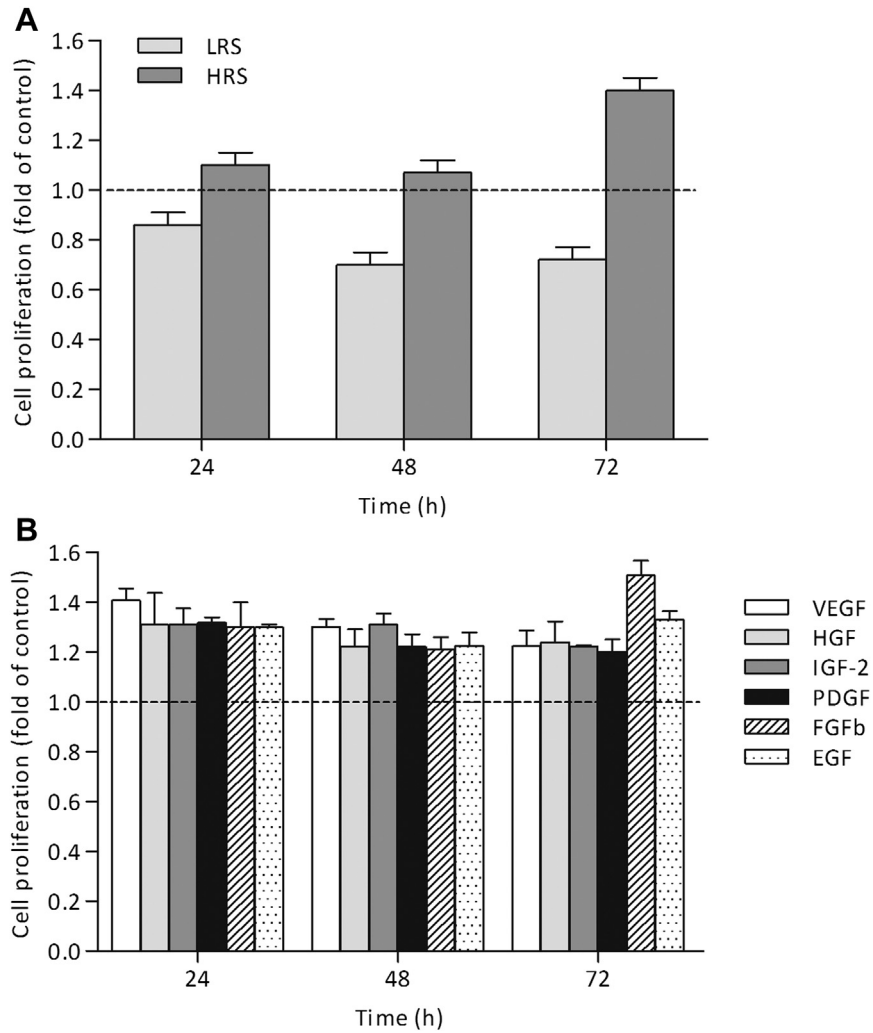 A
LRS
HRS
Cell proliferation (fold of control)
1.6
1.4
1.2
1.0
0.8
0.6
0.4
0.2
0.0
24 48 72
Time (h)
B
Cell proliferation (fold of control)
1.6
1.4
1.2
1.0
0.8
0.6
0.4
0.2
0.0
24 48 72
Time (h)
VEGF
HGF
IGF-2
PDGF
FGFb
EGF